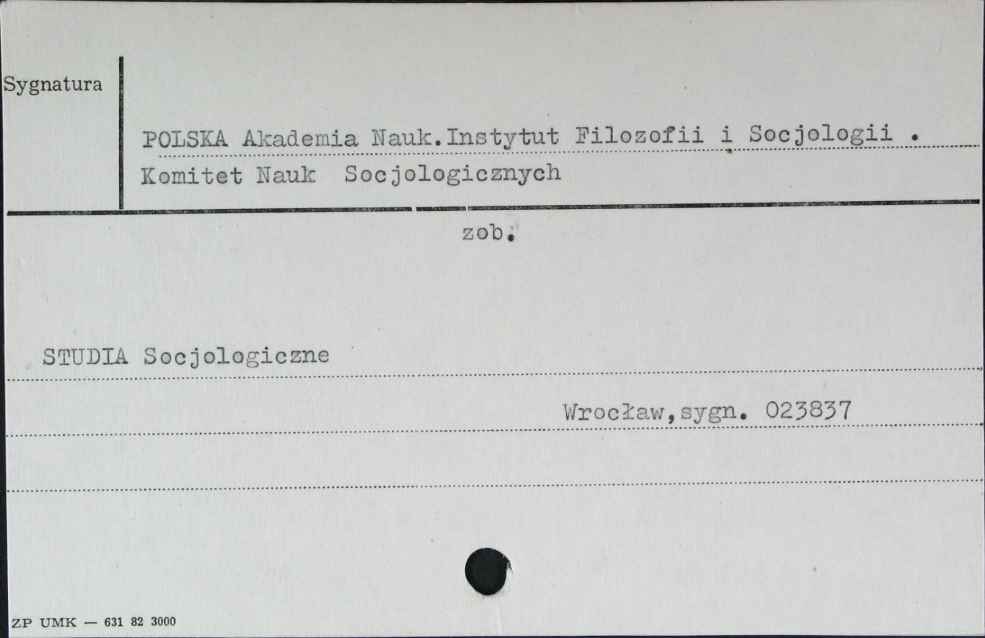 Sygnatura
POLSKA Akademia Nauk.Instytut Filozofii i Socjologii .
Komitet Nauk Socjologicznych
zob.
STUDIA Socjologiczne
Wrocław,sygn. 023837
ZP UMK — 631 82 3000